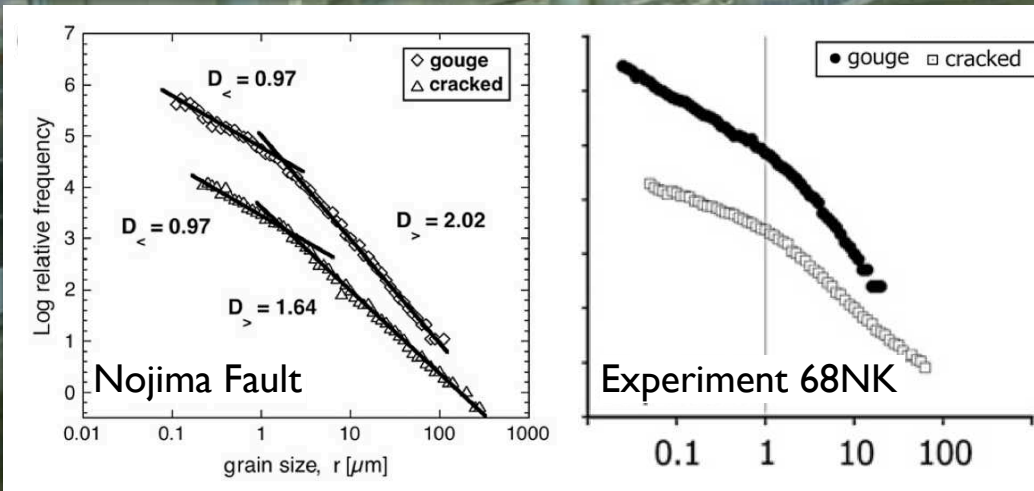 7
6
5
4
3
2
1
0
Log relative frequency
gouge
cracked
D< = 0.97
D< = 0.97
D> = 2.02
D> = 1.64
Nojima Fault
0.01 0.1 1 10 100 1000
grain size, r [µm]
gouge cracked
Experiment 68NK
0.1 1 10 100